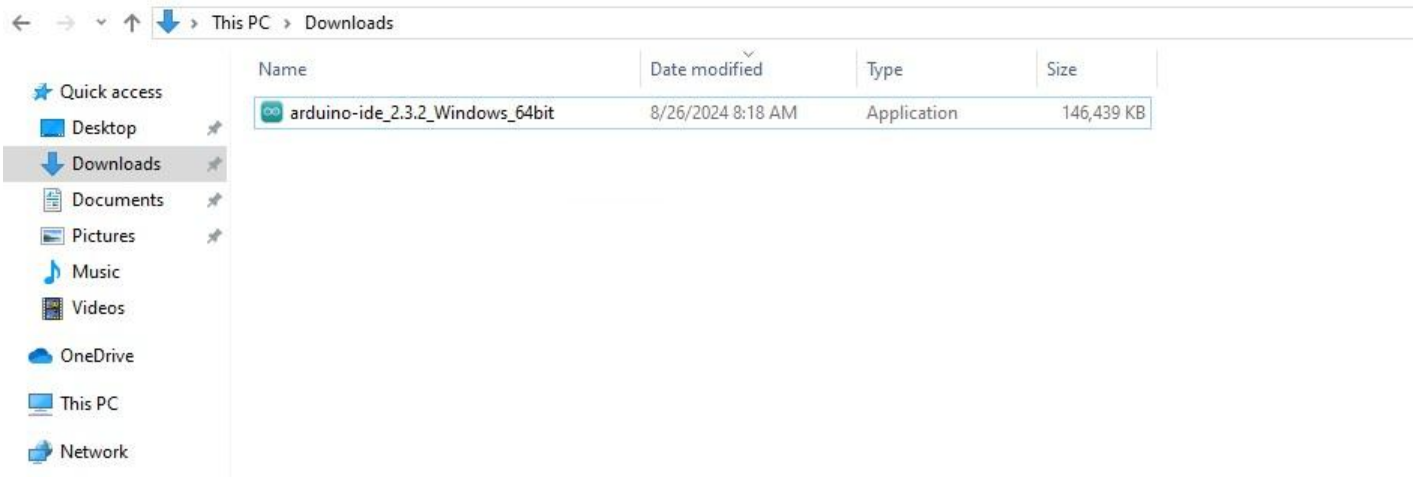 This PC > Downloads
Name Date modified Type Size
Quick access
arduino-ide_2.3.2_Windows_64bit 8/26/2024 8:18 AM Application 146,439 KB
Desktop
Downloads
Documents
Pictures
Music
Videos
OneDrive
This PC
Network